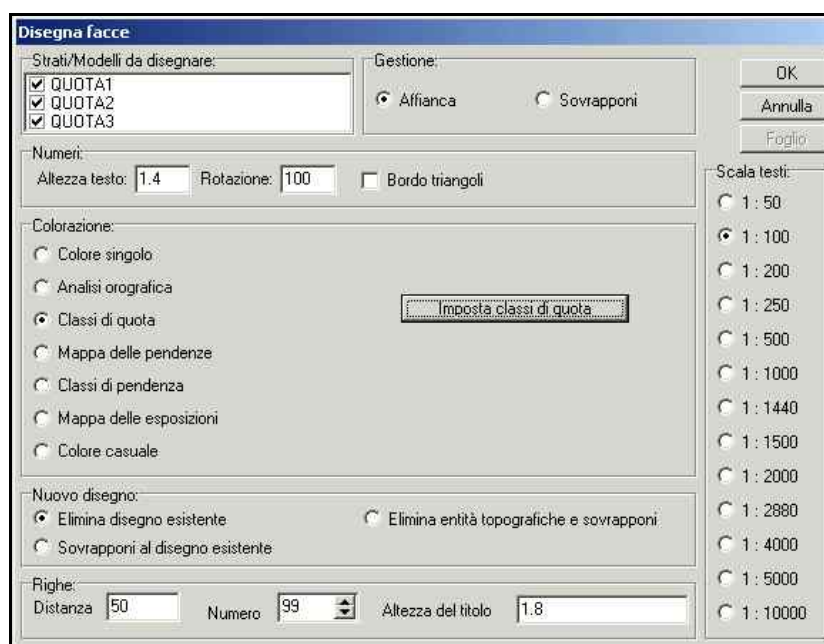 Disegna facce
Strati/Modelli da disegnare:
QUOTA1
QUOTA2
QUOTA3
Gestione:
Affianca
Sovrapponi
OK
Annulla
Foglio
Numeri:
Altezza testo: 1.4
Rotazione: 100
Bordo triangoli
Colorazione:
Colore singolo
Analisi orografica
Classi di quota
Mappa delle pendenze
Classi di pendenza
Mappa delle esposizioni
Colore casuale
Imposta classi di quota
Scala testi:
1 : 50
1 : 100
1 : 200
1 : 250
1 : 500
1 : 1000
1 : 1440
1 : 1500
1 : 2000
1 : 2880
1 : 4000
1 : 5000
1 : 10000
Nuovo disegno:
Elimina disegno esistente
Elimina entità topografiche e sovrapponi
Sovrapponi al disegno esistente
Righe:
Distanza 50
Numero 99
Altezza del titolo 1.8